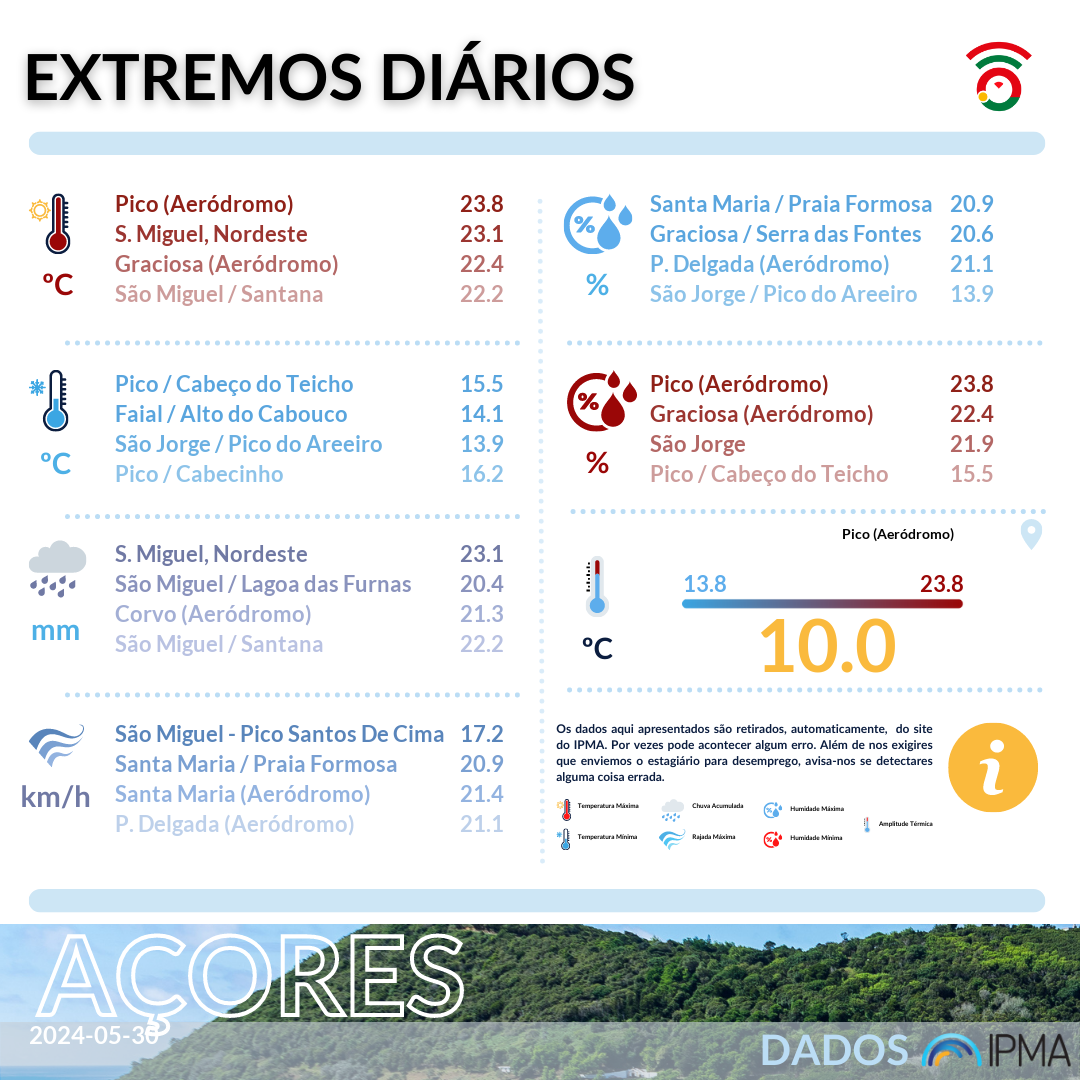 EXTREMOS DIÁRIOS
Pico (Aeródromo) 23.8
S. Miguel, Nordeste 23.1
Graciosa (Aeródromo) 22.4
São Miguel / Santana 22.2
ºC
Pico / Cabeço do Teicho 15.5
Faial / Alto do Cabouco 14.1
São Jorge / Pico do Areeiro 13.9
Pico / Cabecinho 16.2
ºC
S. Miguel, Nordeste 23.1
São Miguel / Lagoa das Furnas 20.4
Corvo (Aeródromo) 21.3
São Miguel / Santana 22.2
mm
São Miguel - Pico Santos De Cima 17.2
Santa Maria / Praia Formosa 20.9
Santa Maria (Aeródromo) 21.4
P. Delgada (Aeródromo) 21.1
km/h
%
Santa Maria / Praia Formosa 20.9
Graciosa / Serra das Fontes 20.6
P. Delgada (Aeródromo) 21.1
São Jorge / Pico do Areeiro 13.9
%
%
Pico (Aeródromo) 23.8
Graciosa (Aeródromo) 22.4
São Jorge 21.9
Pico / Cabeço do Teicho 15.5
%
Pico (Aeródromo)
13.8 23.8
10.0
ºC
Os dados aqui apresentados são retirados, automaticamente, do site
do IPMA. Por vezes pode acontecer algum erro. Além de nos exigires
que enviemos o estagiário para desemprego, avisa-nos se detectares
alguma coisa errada.
i
Temperatura Máxima Chuva Acumulada % Humidade Máxima
Amplitude Térmica
Temperatura Mínima Rajada Máxima % Humidade Mínima
AÇORES
2024-05-30
DADOS IPMA